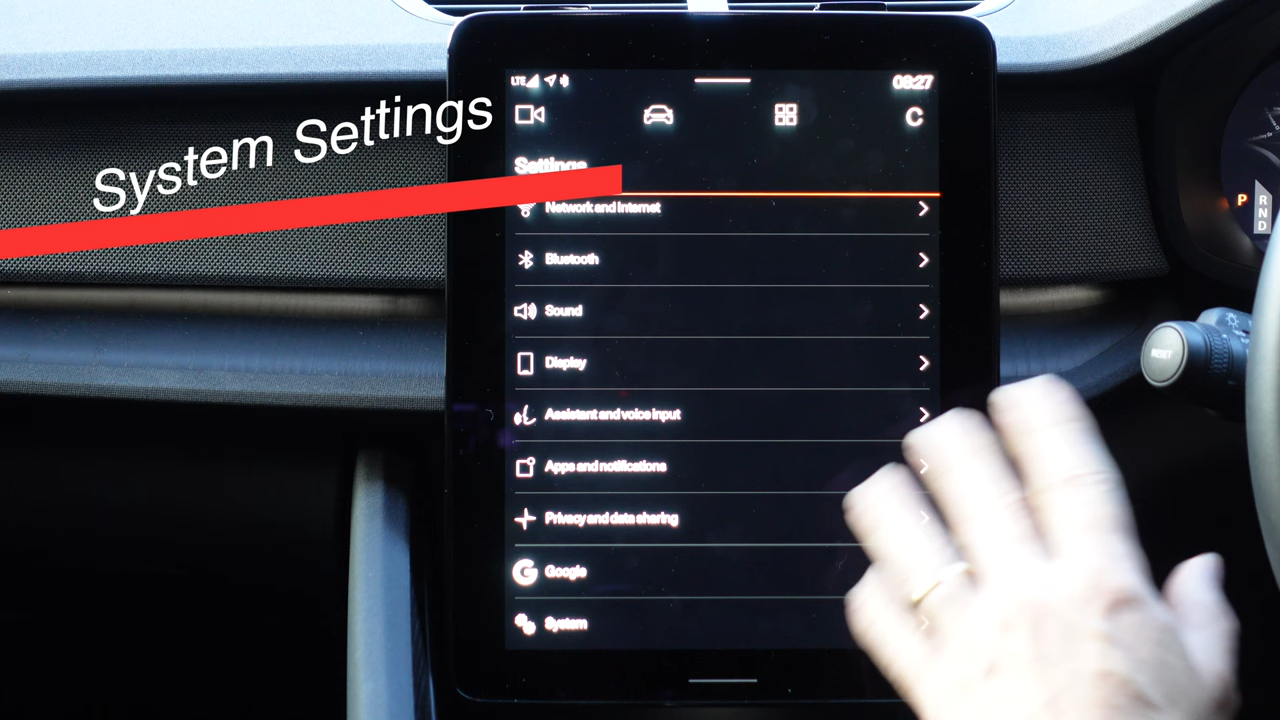 System Settings
LTE
08:27
C
Settings
Network and Internet
Bluetooth
Sound
Display
Assistant and voice input
Apps and notifications
Privacy and data sharing
Google
System
P
R
N
D
RESET